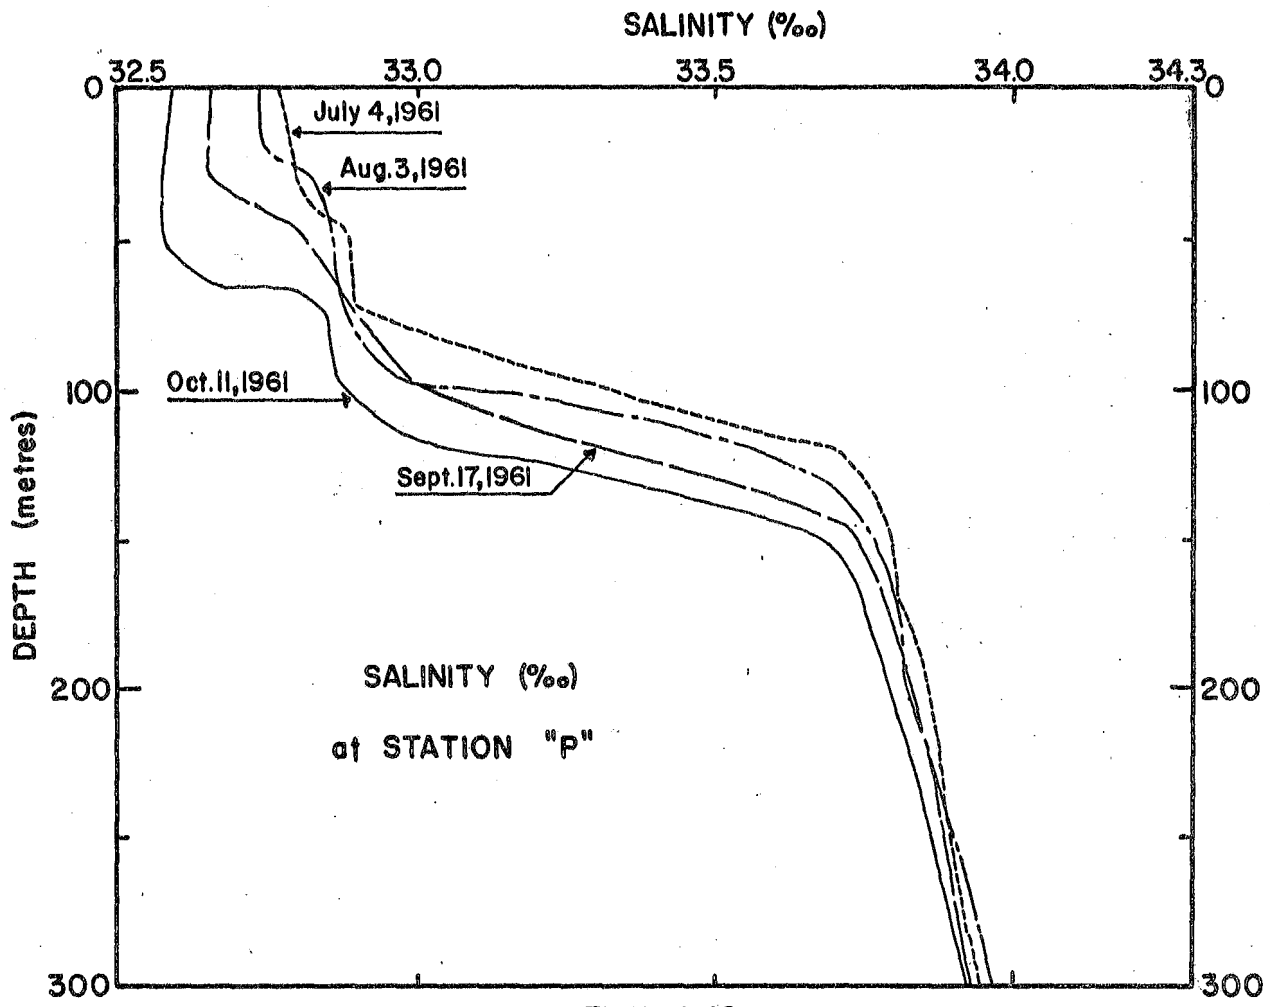 SALINITY (‰)
32.5 33.0 33.5 34.0 34.3
0 0
July 4,1961
Aug.3,1961
100 100
Oct.11,1961
Sept.17,1961
DEPTH (metres)
200 200
SALINITY (‰)
at STATION "P"
300 300